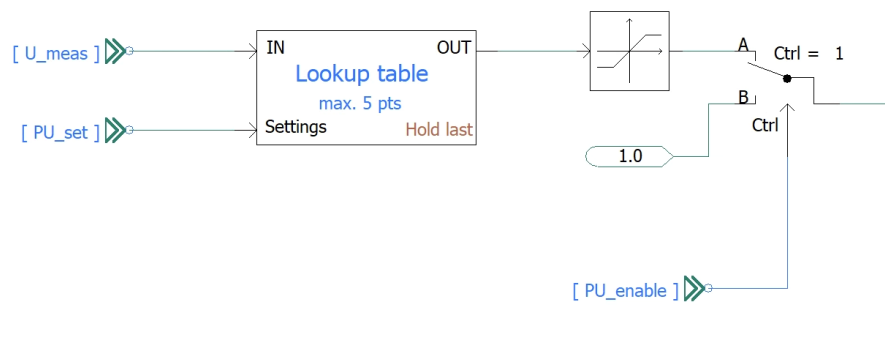 A
Ctrl = 1
[ U_meas ]
IN
OUT
Lookup table
max. 5 pts
B
[ PU_set ]
Settings
Hold last
Ctrl
1.0
[ PU_enable ]